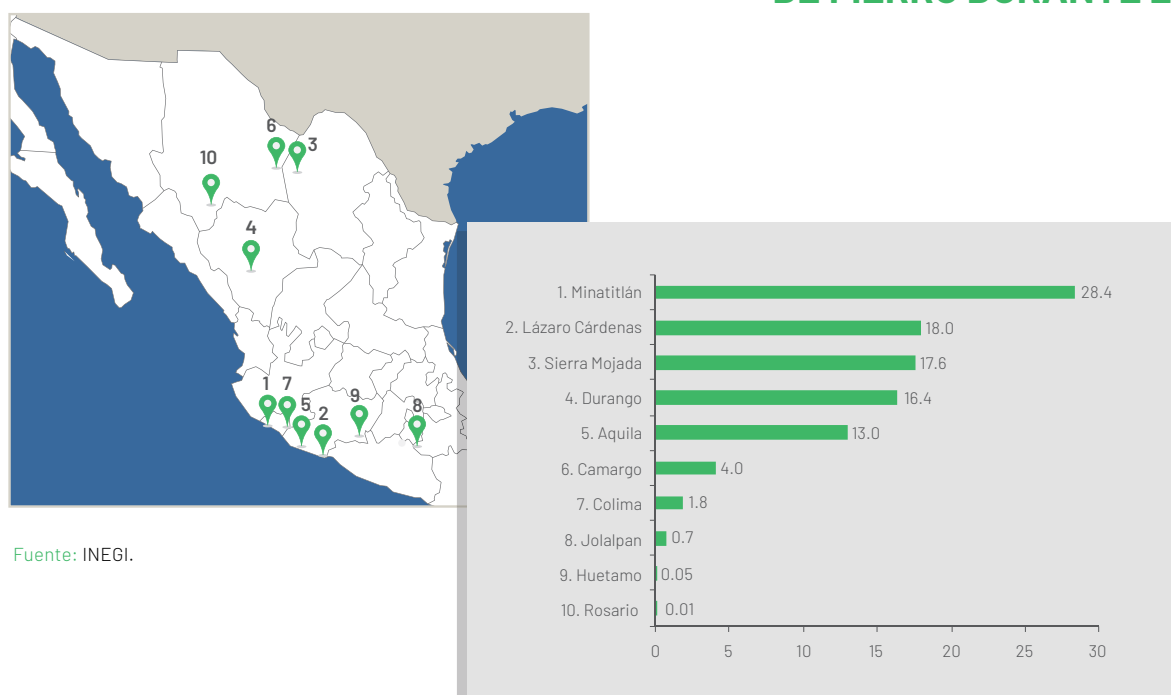 DE FIERRO DURANTE E
6
3
10
4
1 7
5 2
9
8
Fuente: INEGI.
1. Minatitlán 28.4
2. Lázaro Cárdenas 18.0
3. Sierra Mojada 17.6
4. Durango 16.4
5. Aquila 13.0
6. Camargo 4.0
7. Colima 1.8
8. Jolalpan 0.7
9. Huetamo 0.05
10. Rosario 0.01
0 5 10 15 20 25 30